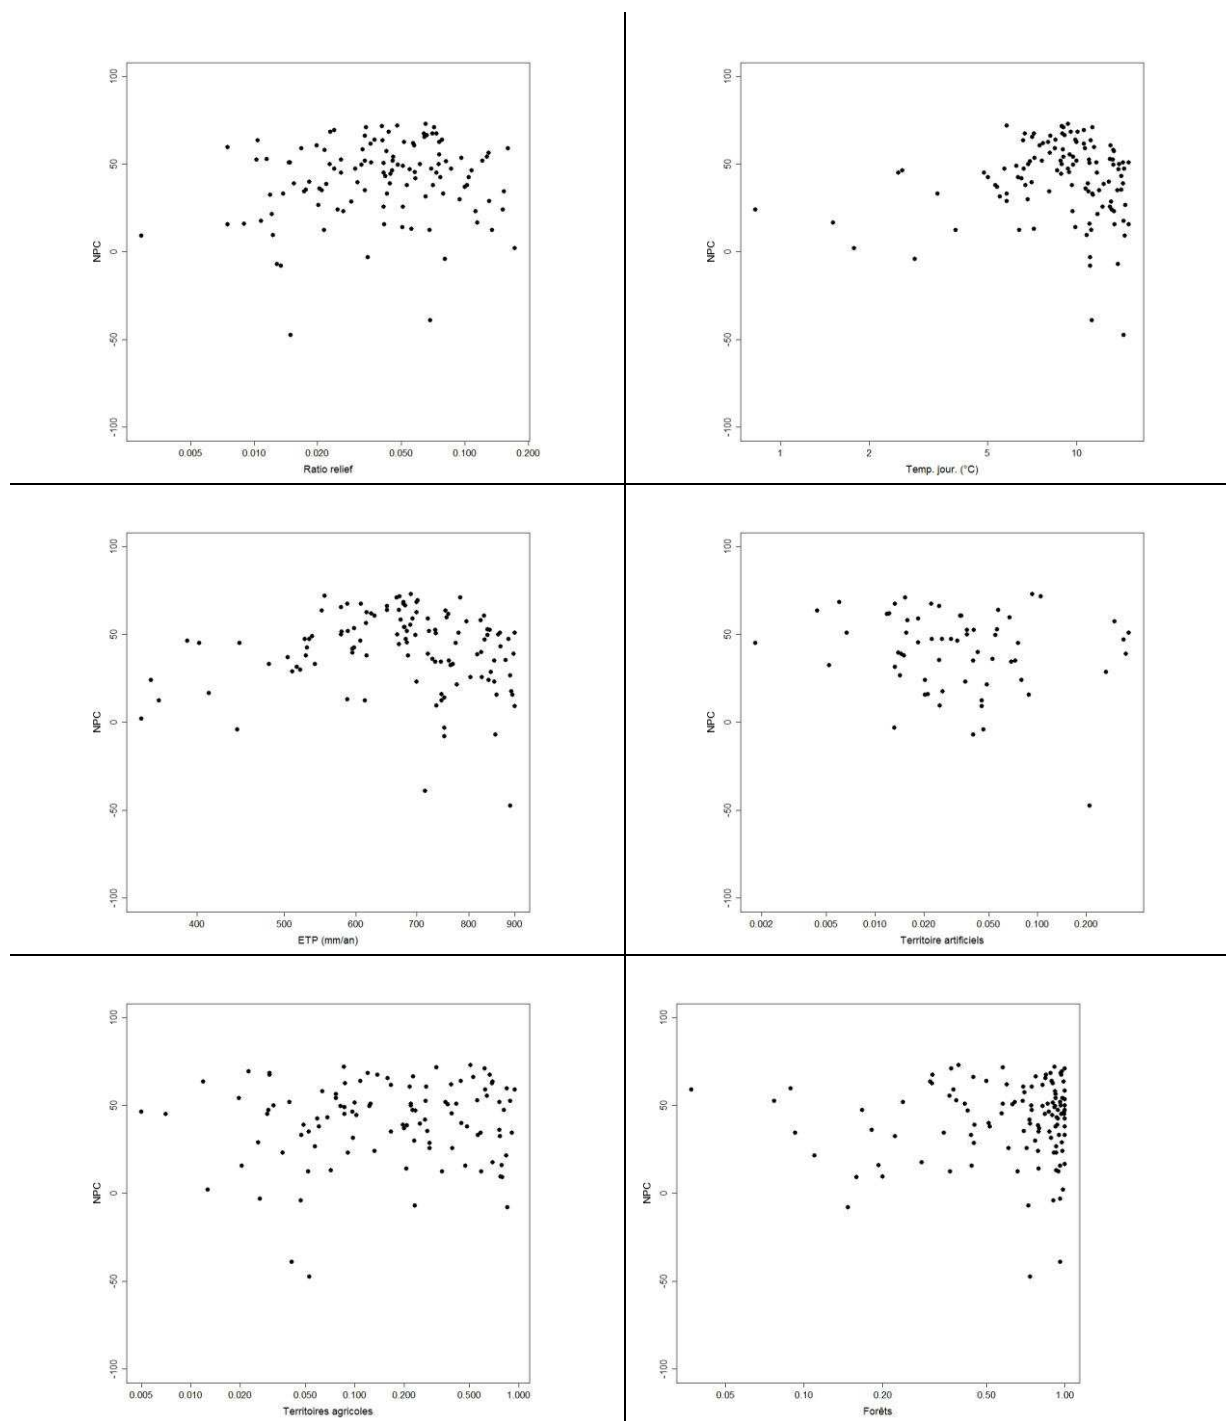 100
50
0
-50
-100
NPC
0.005 0.010 0.020 0.050 0.100 0.200
Ratio relief
100
50
0
-50
-100
NPC
1 2 5 10
Temp. jour. (°C)
100
50
0
-50
-100
NPC
400 500 600 700 800 900
ETP (mm/an)
100
50
0
-50
-100
NPC
0.002 0.005 0.010 0.020 0.050 0.100 0.200
Territoire artificiels
100
50
0
-50
-100
NPC
0.005 0.010 0.020 0.050 0.100 0.200 0.500 1.000
Territoires agricoles
100
50
0
-50
-100
NPC
0.05 0.10 0.20 0.50 1.00
Forêts